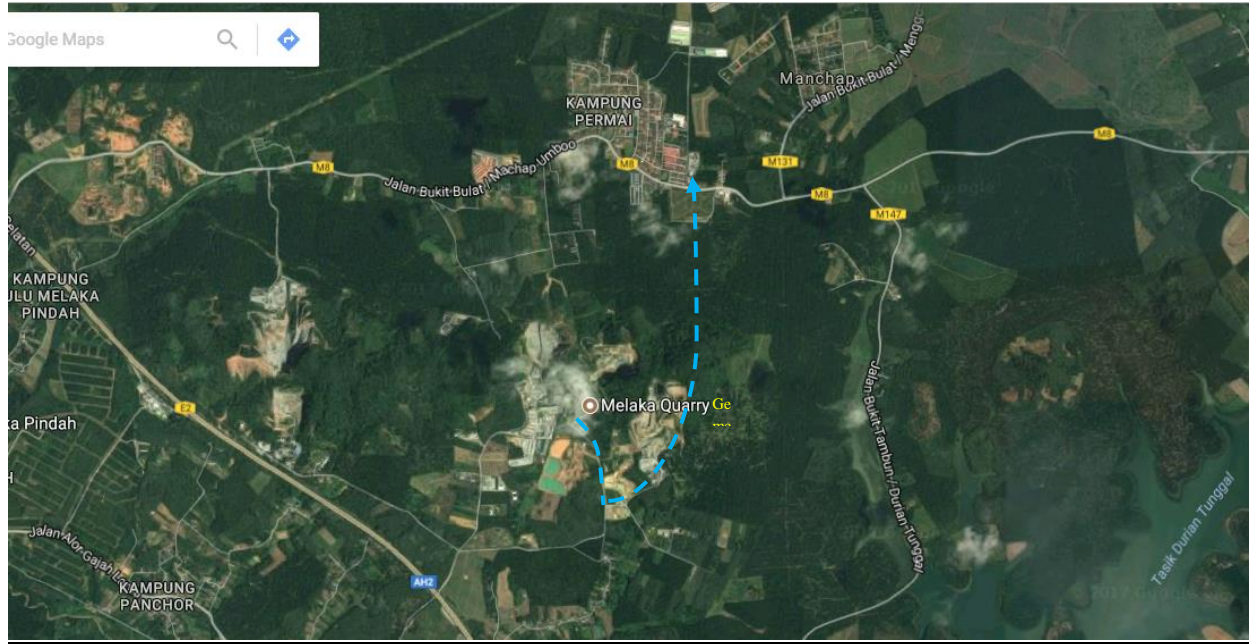 Google Maps
Manchap
Jalan Bukit Bulat / Mengg
KAMPUNG
PERMAI
M8
M8
M131
M8
M8
Jalan Bukit Bulat / Machap Umboo
M147
Selatan
KAMPUNG
ULU MELAKA
PINDAH
E2
Melaka Quarry
Ge
ka Pindah
H
Jalan Bukit Tambun / Durian Tunggal
Tasik Durian Tunggal
Jalan Alor Gajah L
AH2
KAMPUNG
PANCHOR
2017 Google